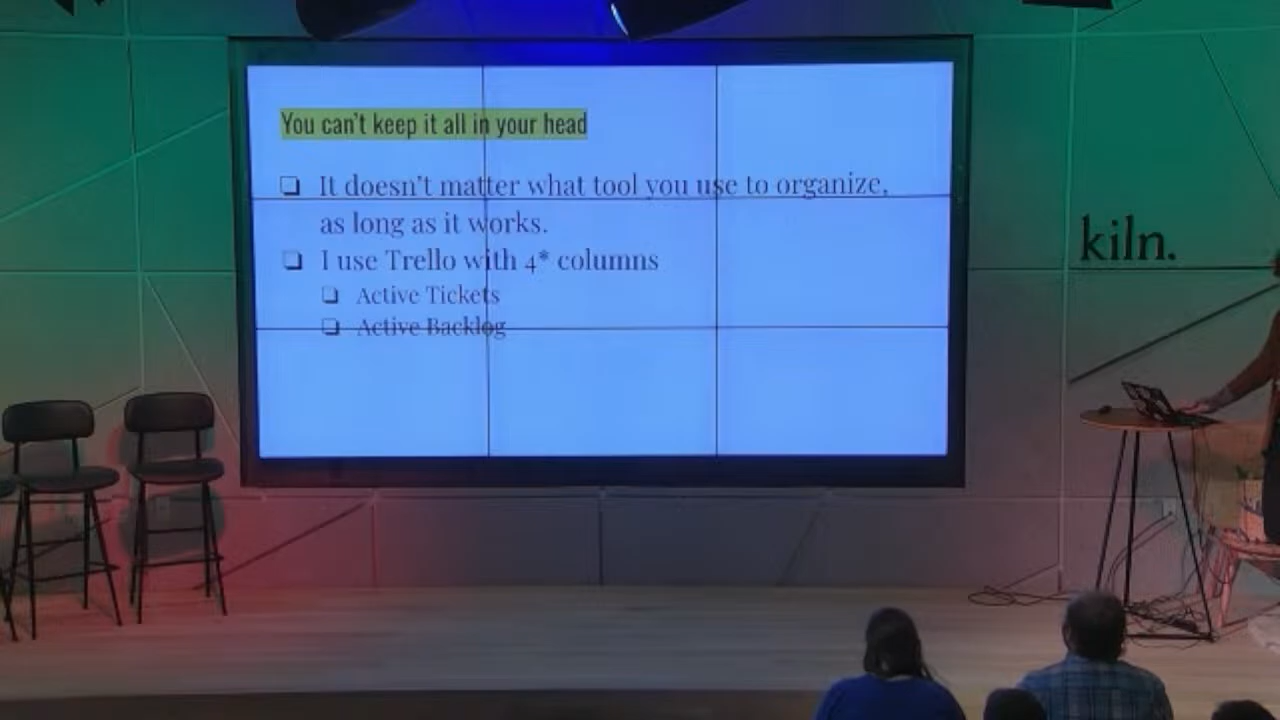 You can't keep it all in your head
It doesn't matter what tool you use to organize,
as long as it works.
I use Trello with 4* columns
Active Tickets
Active Backlog
kiln.